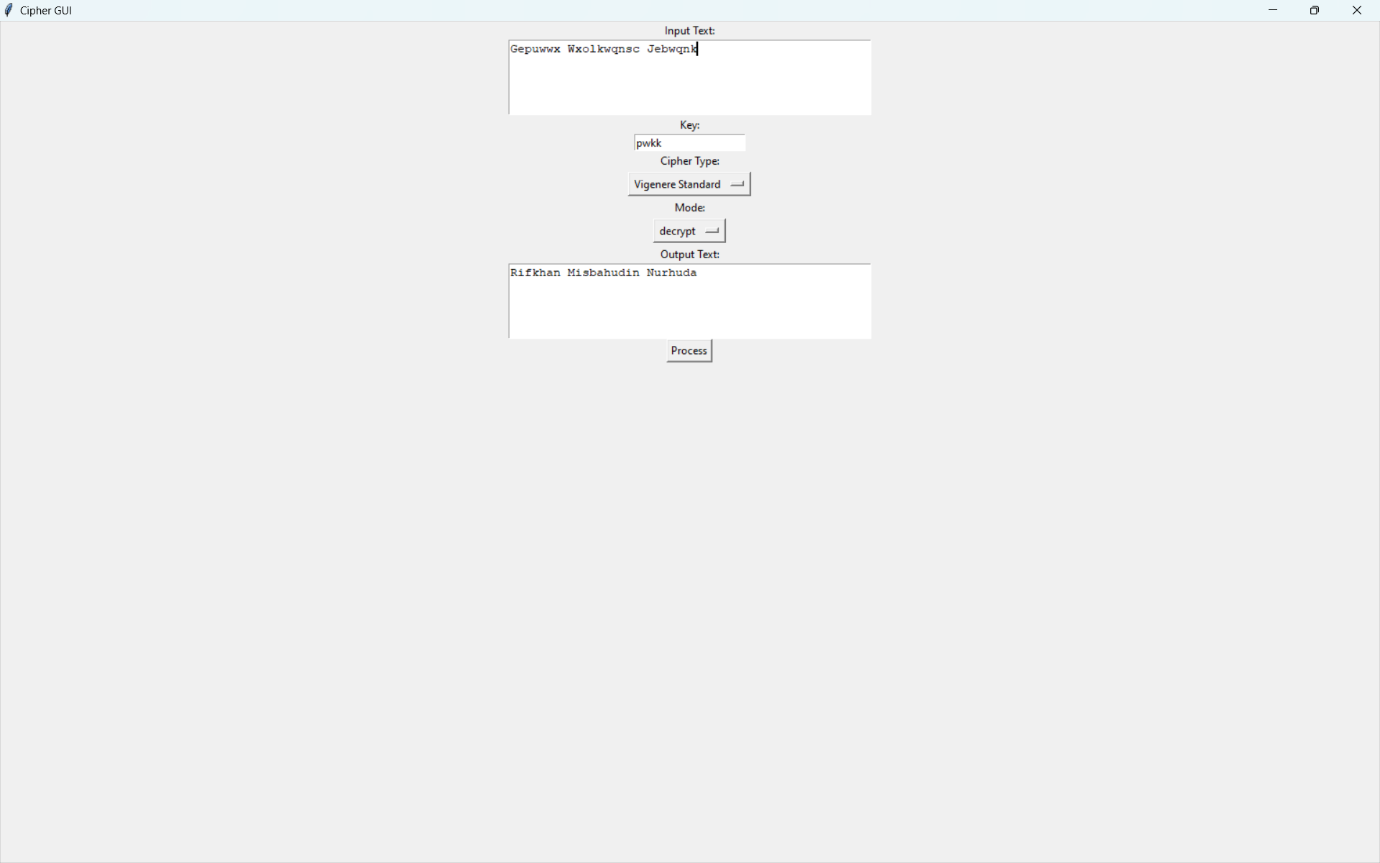 Cipher GUI
Input Text:
Gepuwwx Wxolkwqnsc Jebwqnk
Key:
pwkk
Cipher Type:
Vigenere Standard
Mode:
decrypt
Output Text:
Rifkhan Misbahudin Nurhuda
Process